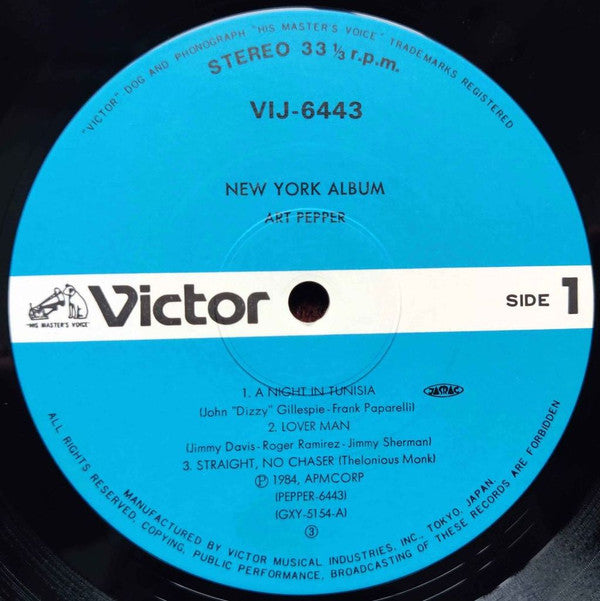 "VICTOR" DOG AND PHONOGRAPH "HIS MASTER'S VOICE" TRADEMARKS REGISTERED
STEREO 33 1/3 r.p.m.
VIJ-6443
NEW YORK ALBUM
ART PEPPER
"HIS MASTER'S VOICE"
Victor
SIDE 1
1. A NIGHT IN TUNISIA
JASRAC
(John "Dizzy" Gillespie-Frank Paparelli)
2. LOVER MAN
(Jimmy Davis-Roger Ramirez-Jimmy Sherman)
3. STRAIGHT, NO CHASER (Thelonious Monk)
Ⓟ 1984, APMCORP
(PEPPER-6443)
(GXY-5154-A)
③
MANUFACTURED BY VICTOR MUSICAL INDUSTRIES, INC., TOKYO, JAPAN
ALL RIGHTS RESERVED, COPYING, PUBLIC PERFORMANCE, BROADCASTING OF THESE RECORDS ARE FORBIDDEN